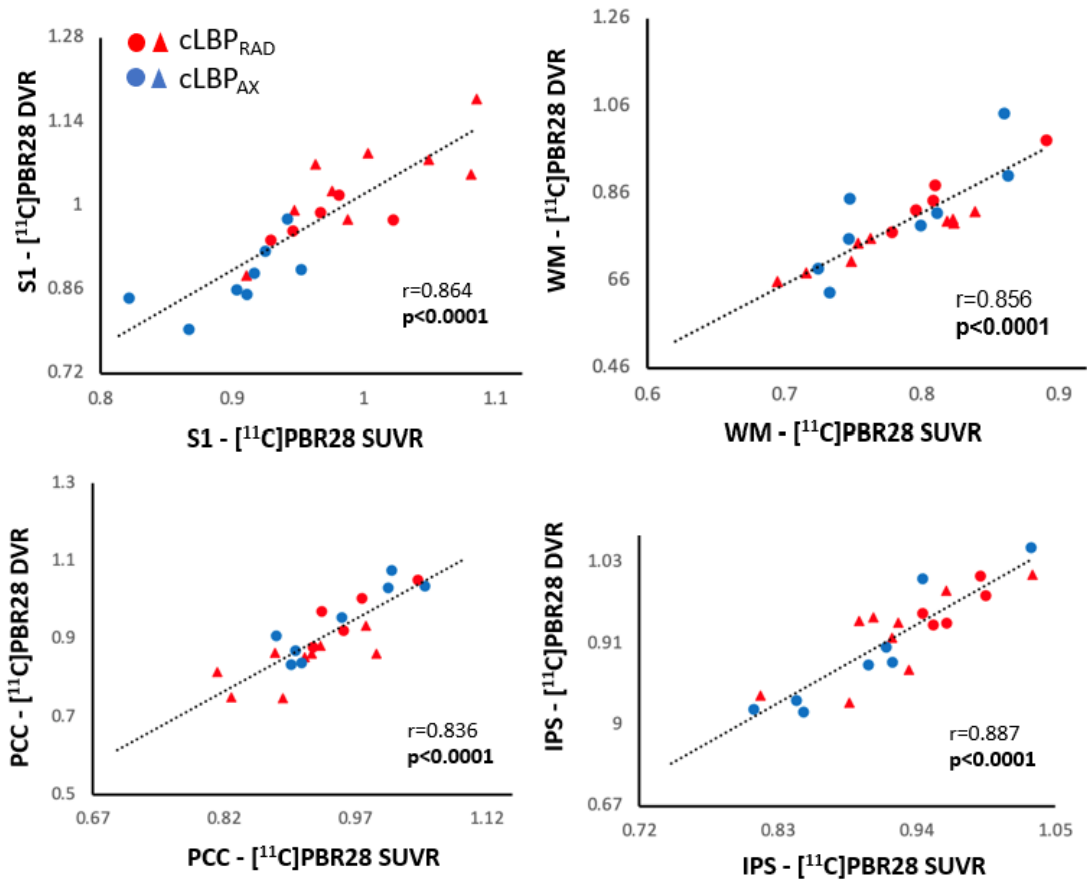 cLBP_RAD
cLBP_AX
S1 - [¹¹C]PBR28 DVR
1.28
1.14
1
0.86
0.72
r=0.864
p<0.0001
0.8
0.9
1
1.1
S1 - [¹¹C]PBR28 SUVR
WM - [¹¹C]PBR28 DVR
1.26
1.06
0.86
66
0.46
r=0.856
p<0.0001
0.6
0.7
0.8
0.9
WM - [¹¹C]PBR28 SUVR
PCC - [¹¹C]PBR28 DVR
1.3
1.1
0.9
0.7
0.5
r=0.836
p<0.0001
0.67
0.82
0.97
1.12
PCC - [¹¹C]PBR28 SUVR
IPS - [¹¹C]PBR28 DVR
1.03
0.91
9
0.67
r=0.887
p<0.0001
0.72
0.83
0.94
1.05
IPS - [¹¹C]PBR28 SUVR